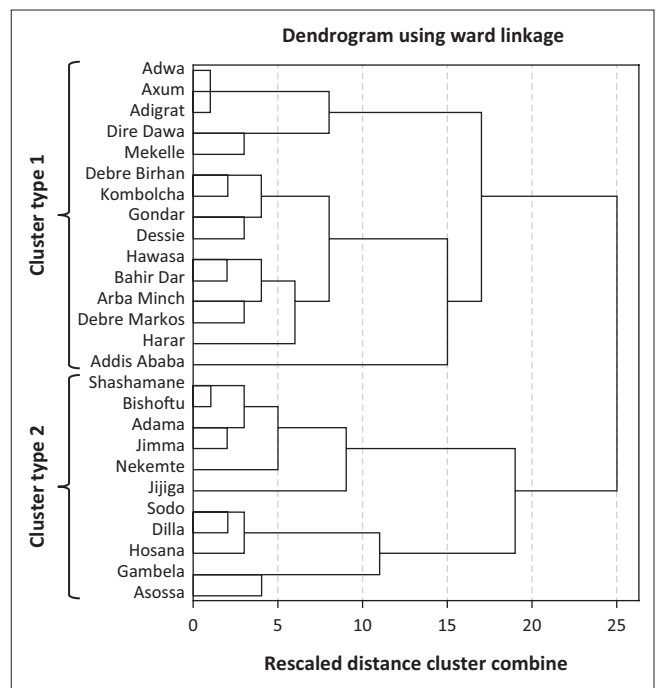 Dendrogram using ward linkage
Cluster type 1
Adwa
Axum
Adigrat
Dire Dawa
Mekelle
Debre Birhan
Kombolcha
Gondar
Dessie
Hawasa
Bahir Dar
Arba Minch
Debre Markos
Harar
Addis Ababa
Cluster type 2
Shashamane
Bishoftu
Adama
Jimma
Nekemte
Jijiga
Sodo
Dilla
Hosana
Gambela
Asossa
0 5 10 15 20 25
Rescaled distance cluster combine